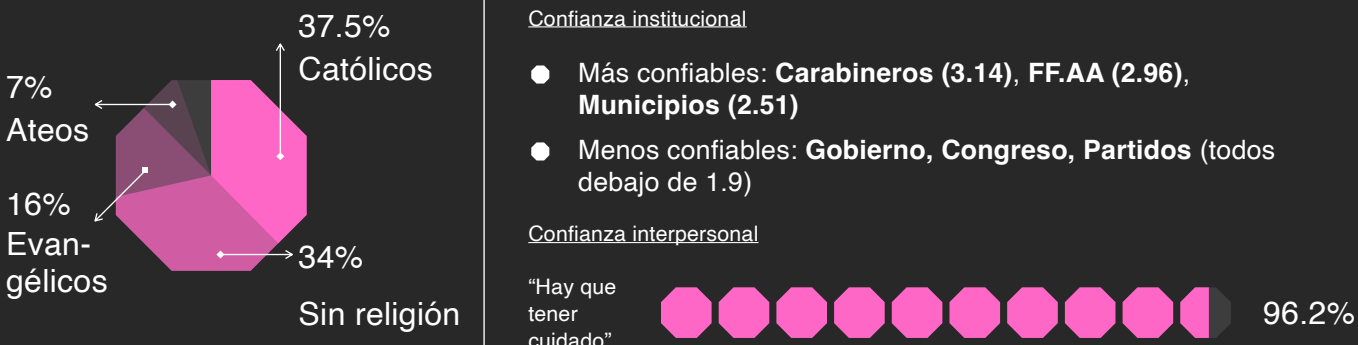 37.5%
Católicos
7%
Ateos
16%
Evan-
gélicos
34%
Sin religión
Confianza institucional
Más confiables: Carabineros (3.14), FF.AA (2.96),
Municipios (2.51)
Menos confiables: Gobierno, Congreso, Partidos (todos
debajo de 1.9)
Confianza interpersonal
“Hay que
tener
cuidado”
96.2%